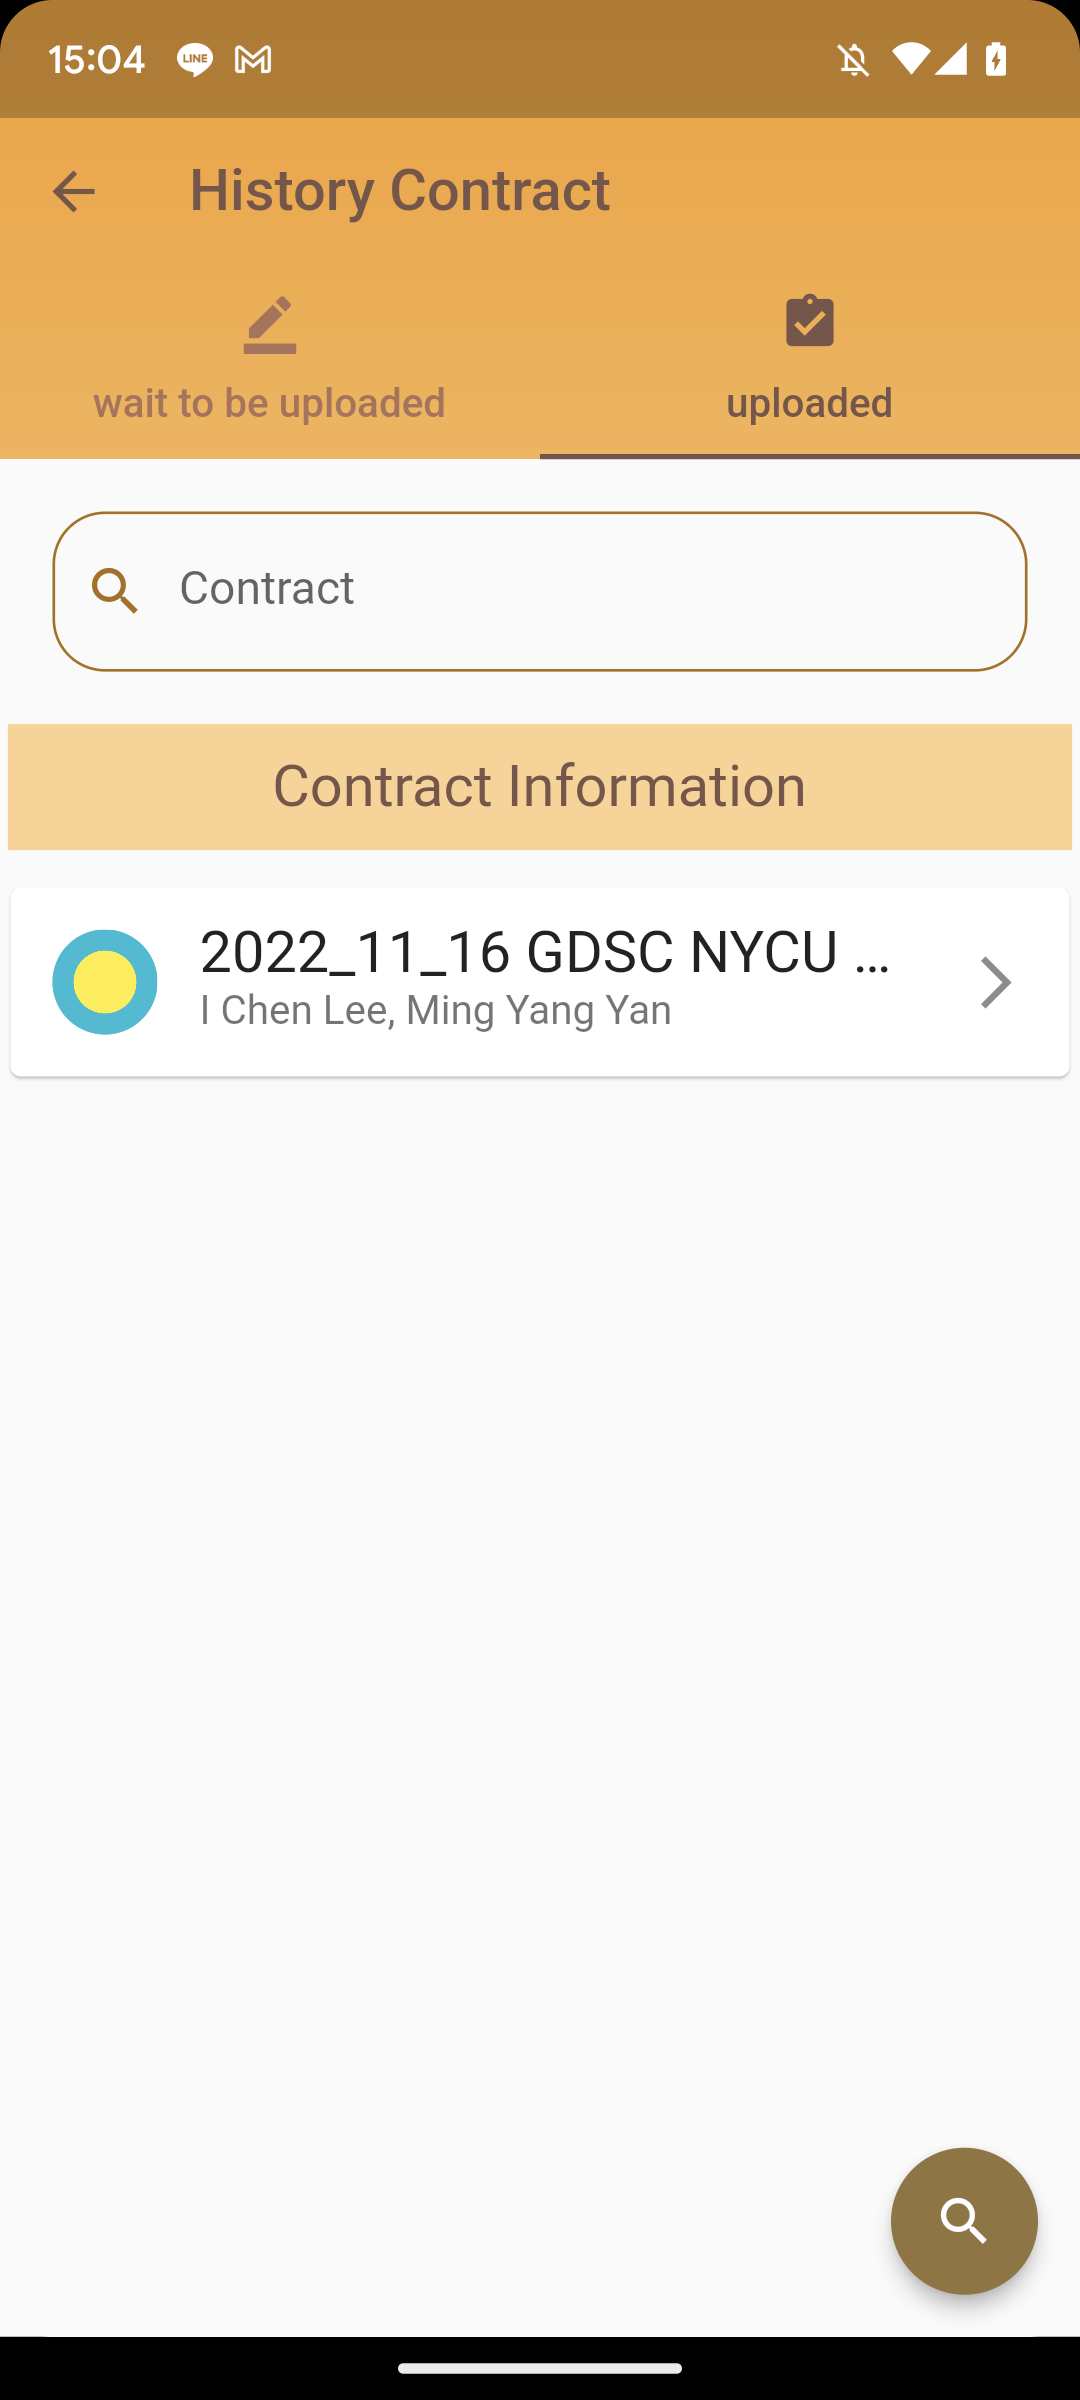 15:04 LINE
History Contract
wait to be uploaded
uploaded
Contract
Contract Information
2022_11_16 GDSC NYCU ...
I Chen Lee, Ming Yang Yan